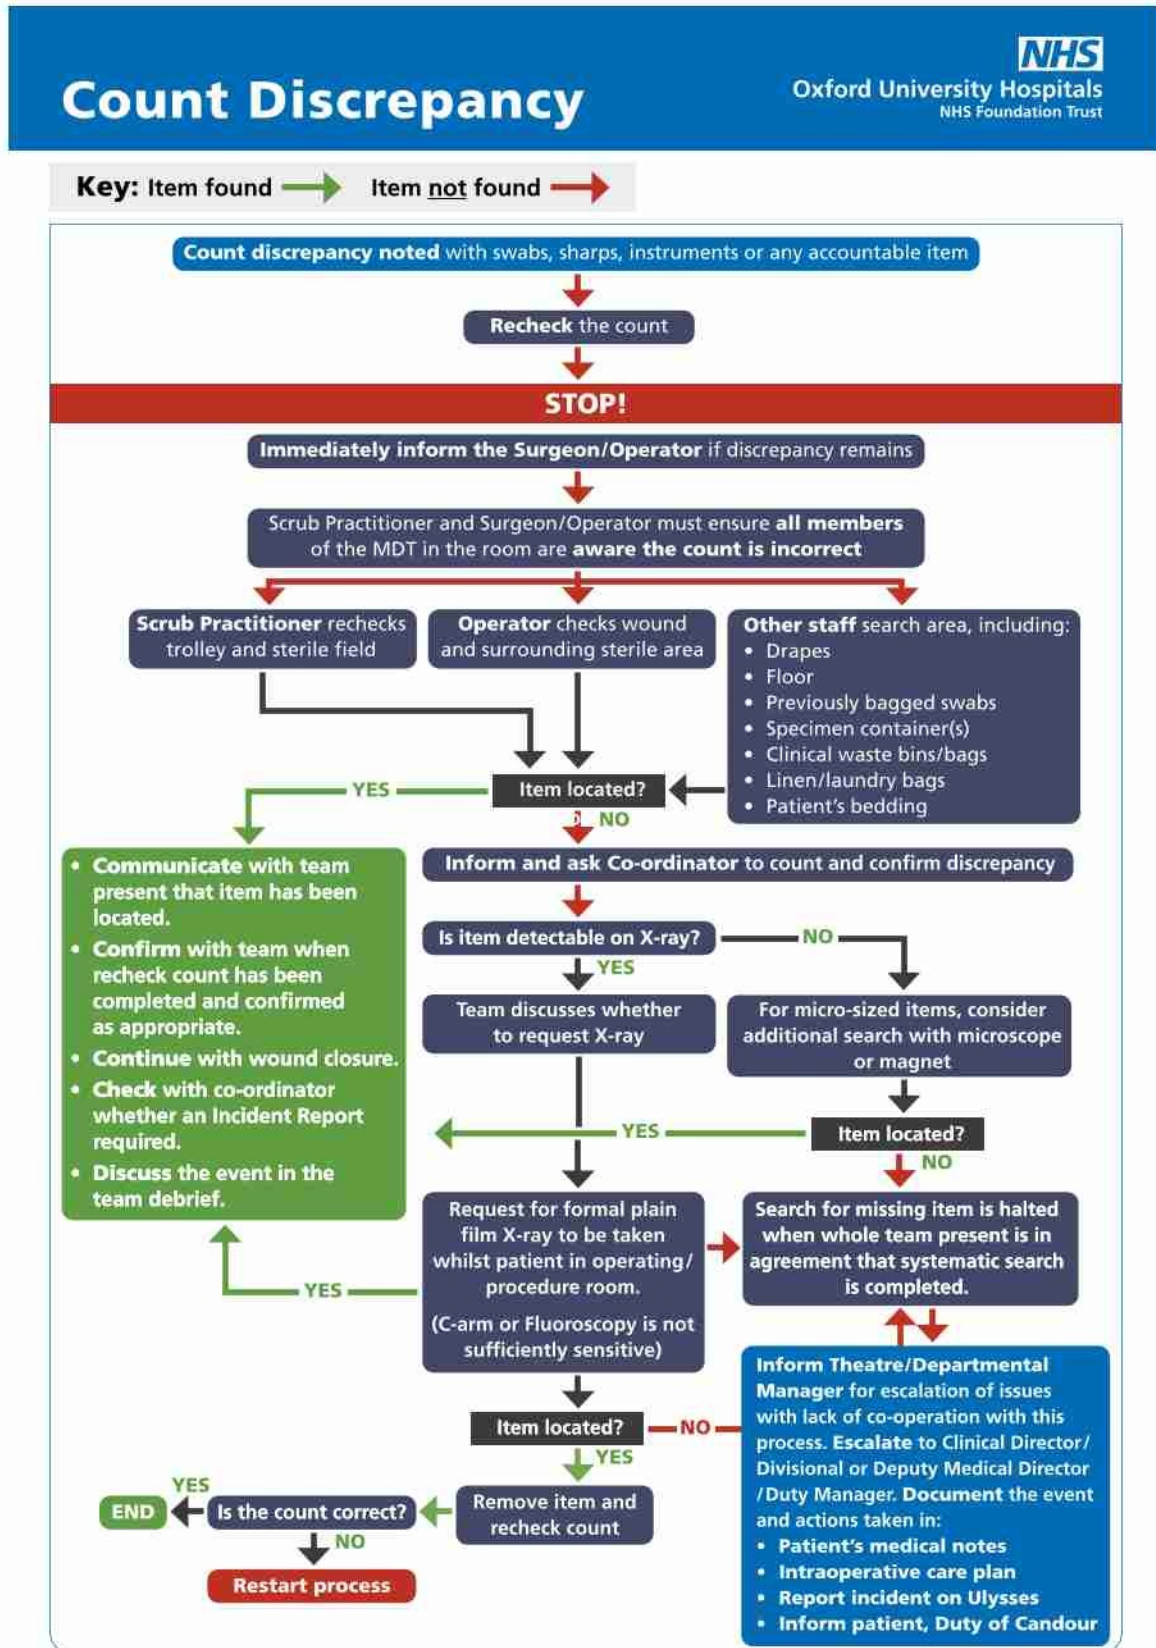 NHS
Count Discrepancy
Oxford University Hospitals
NHS Foundation Trust
Key: Item found
Item not found
Count discrepancy noted with swabs, sharps, instruments or any accountable item
Recheck the count
STOP!
Immediately inform the Surgeon/Operator if discrepancy remains
Scrub Practitioner and Surgeon/Operator must ensure all members
of the MDT in the room are aware the count is incorrect
Scrub Practitioner rechecks
trolley and sterile field
Operator checks wound
and surrounding sterile area
Other staff search area, including:
• Drapes
• Floor
• Previously bagged swabs
• Specimen container(s)
• Clinical waste bins/bags
• Linen/laundry bags
• Patient's bedding
Item located?
YES
NO
• Communicate with team
present that item has been
located.
• Confirm with team when
recheck count has been
completed and confirmed
as appropriate.
• Continue with wound closure.
• Check with co-ordinator
whether an Incident Report
required.
• Discuss the event in the
team debrief.
Inform and ask Co-ordinator to count and confirm discrepancy
Is item detectable on X-ray?
NO
YES
Team discusses whether
to request X-ray
For micro-sized items, consider
additional search with microscope
or magnet
YES
Item located?
NO
Request for formal plain
film X-ray to be taken
whilst patient in operating/
procedure room.
(C-arm or Fluoroscopy is not
sufficiently sensitive)
YES
Search for missing item is halted
when whole team present is in
agreement that systematic search
is completed.
Item located?
NO
YES
Inform Theatre/Departmental
Manager for escalation of issues
with lack of co-operation with this
process. Escalate to Clinical Director/
Divisional or Deputy Medical Director
/Duty Manager. Document the event
and actions taken in:
• Patient's medical notes
• Intraoperative care plan
• Report incident on Ulysses
• Inform patient, Duty of Candour
Remove item and
recheck count
Is the count correct?
YES
END
NO
Restart process